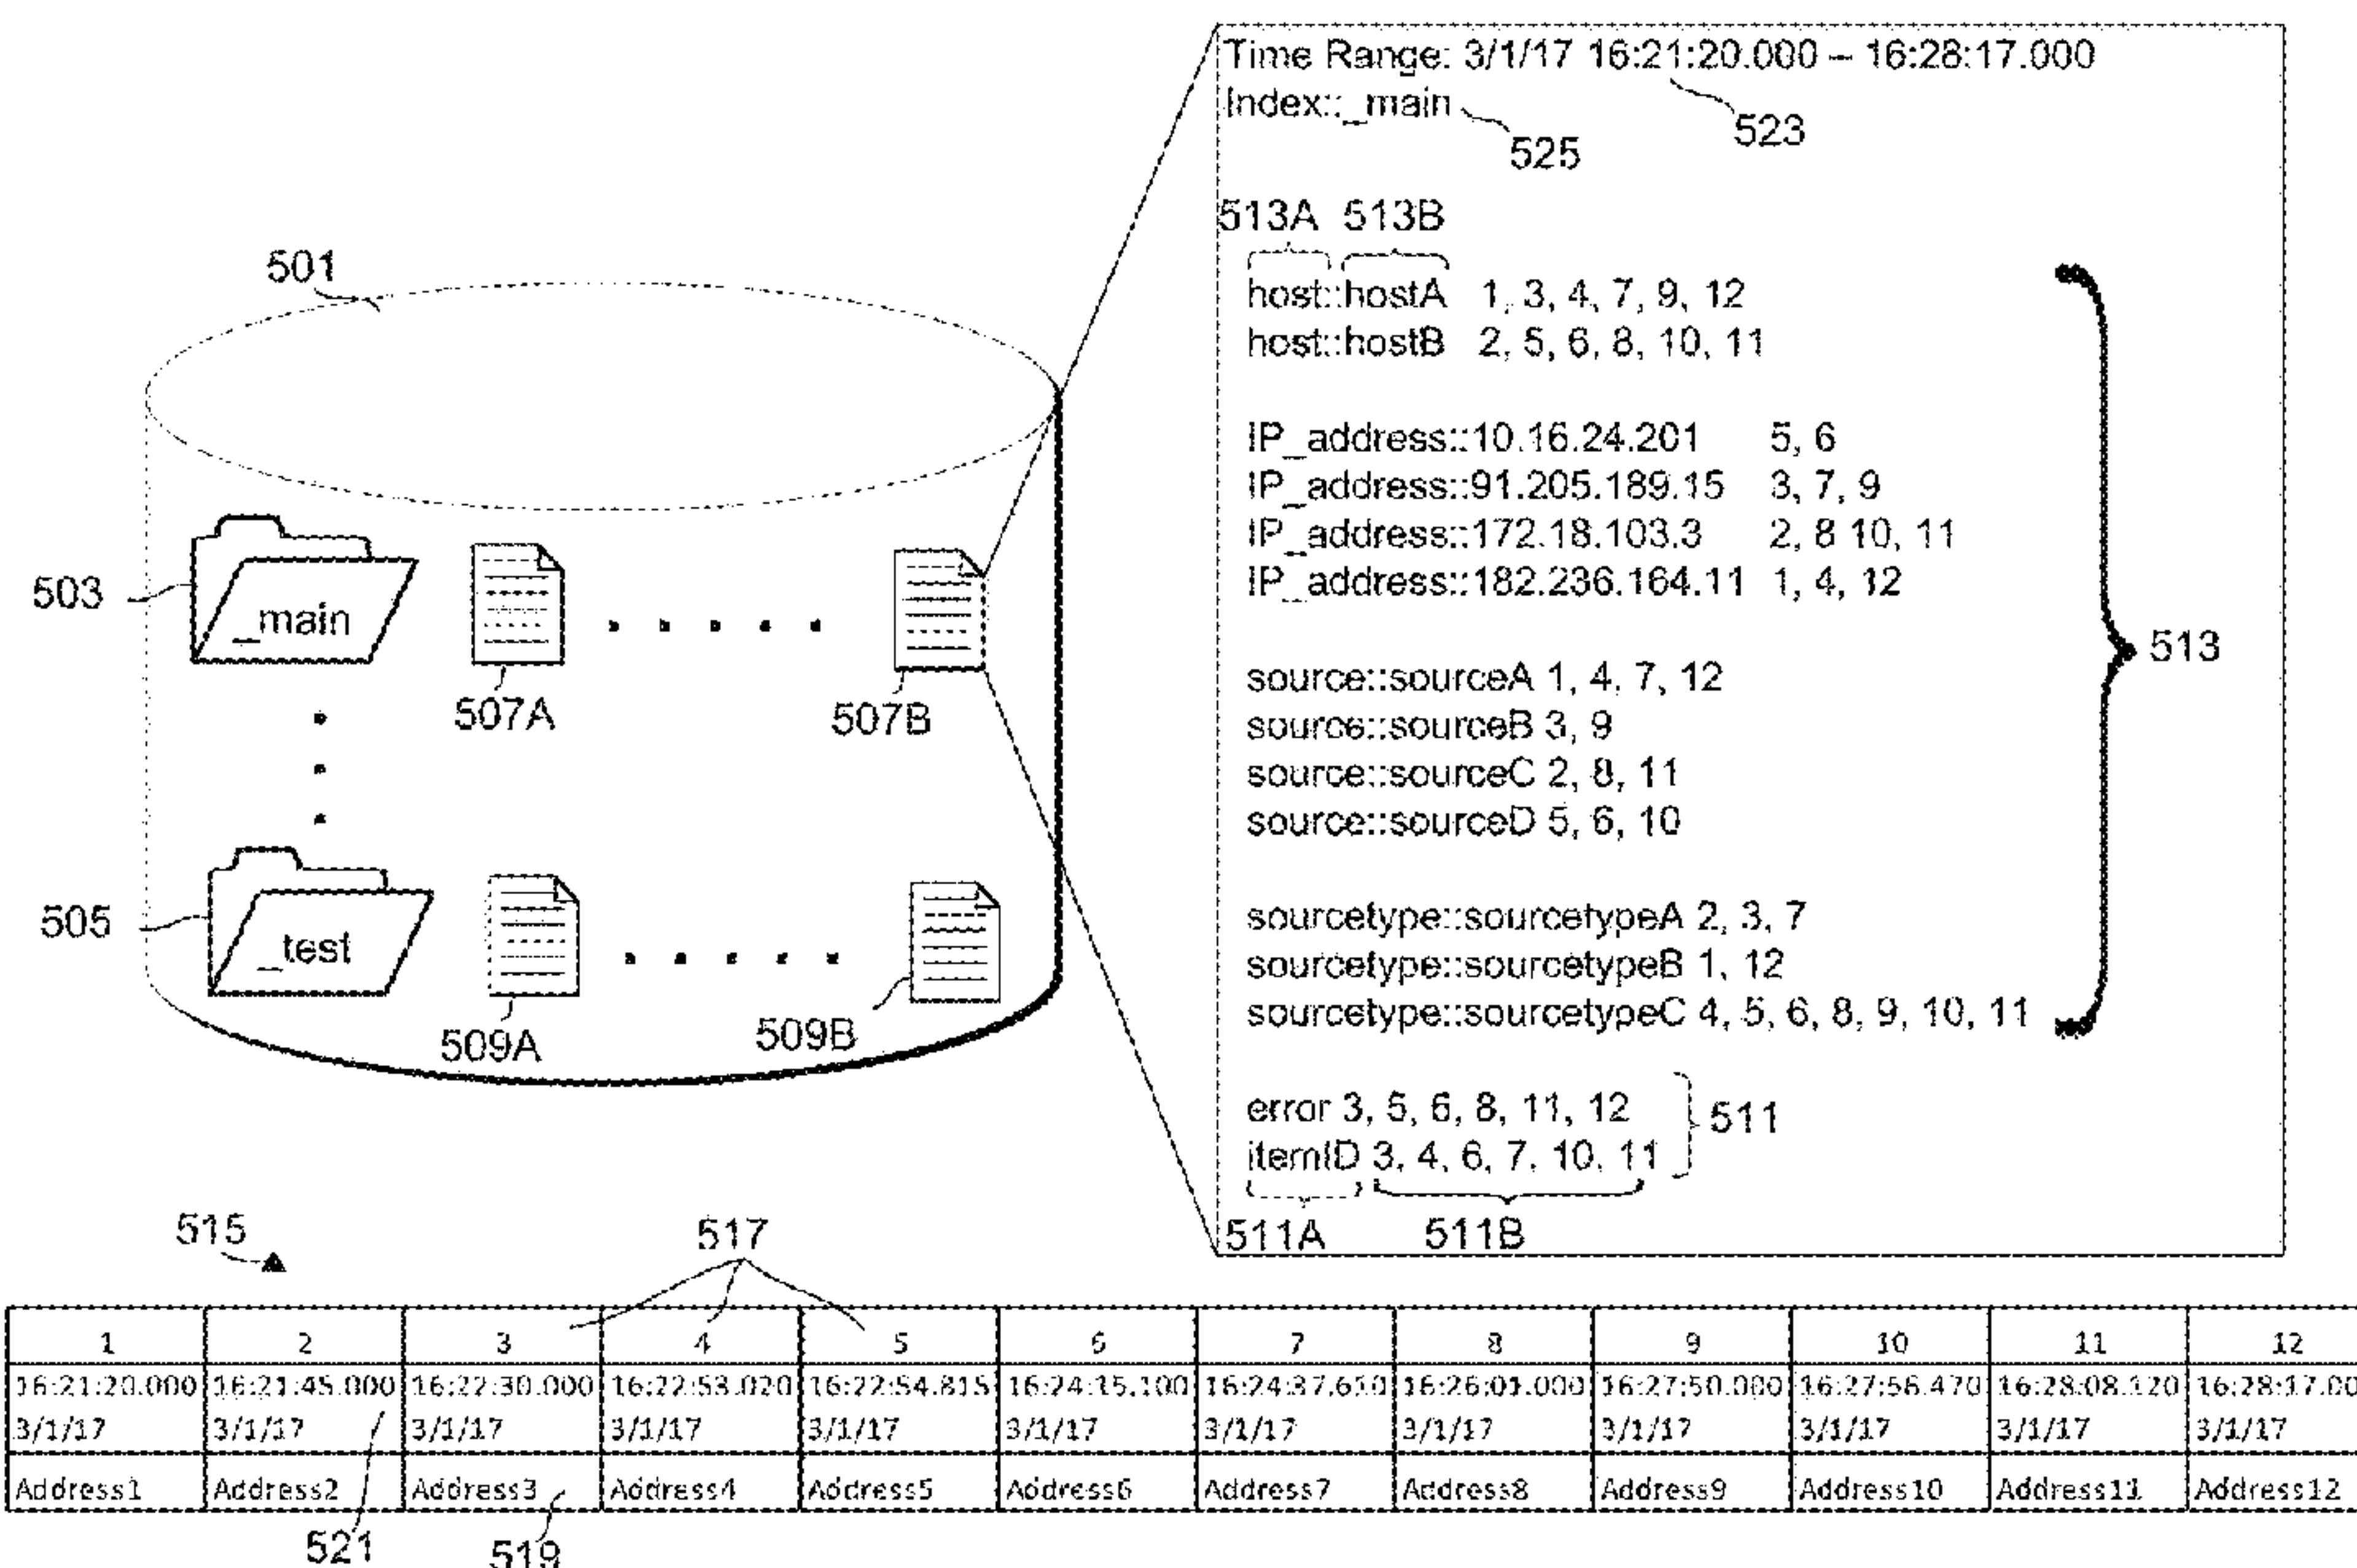 Time Range: 3/1/17 16:21:20.000 – 16:28:17.000
Index::_main
523
525
513A 513B
501
host::hostA 1, 3, 4, 7, 9, 12
host::hostB 2, 5, 6, 8, 10, 11
IP_address::10.16.24.201 5, 6
IP_address::91.205.189.15 3, 7, 9
IP_address::172.18.103.3 2, 8 10, 11
IP_address::182.236.164.11 1, 4, 12
503
_main
513
507A
507B
source::sourceA 1, 4, 7, 12
source::sourceB 3, 9
source::sourceC 2, 8, 11
source::sourceD 5, 6, 10
505
_test
509A
509B
sourcetype::sourcetypeA 2, 3, 7
sourcetype::sourcetypeB 1, 12
sourcetype::sourcetypeC 4, 5, 6, 8, 9, 10, 11
error 3, 5, 6, 8, 11, 12
511
itemID 3, 4, 6, 7, 10, 11
511A 511B
515
517
1 2 3 4 5 6 7 8 9 10 11 12
16:21:20.000 16:21:45.000 16:22:30.000 16:22:53.020 16:22:54.815 16:24:15.100 16:24:37.610 16:26:01.000 16:27:50.000 16:27:56.470 16:28:08.120 16:28:17.00
3/1/17 3/1/17 3/1/17 3/1/17 3/1/17 3/1/17 3/1/17 3/1/17 3/1/17 3/1/17 3/1/17 3/1/17
Address1 Address2 Address3 Address4 Address5 Address6 Address7 Address8 Address9 Address10 Address11 Address12
521
519